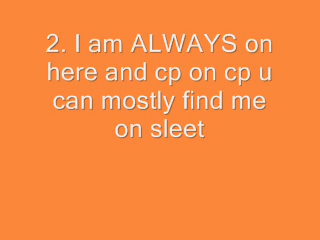 2. I am ALWAYS on
here and cp on cp u
can mostly find me
on sleet